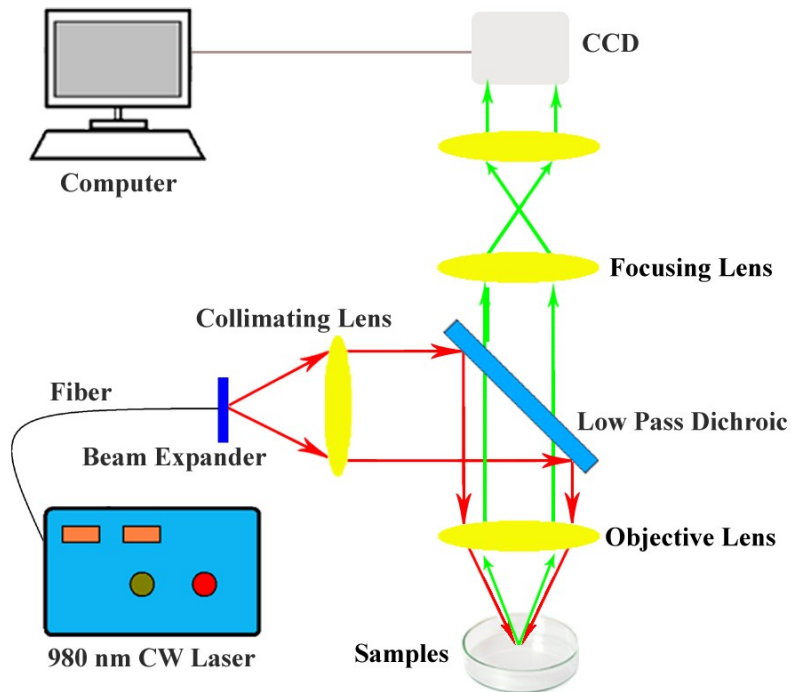 CCD
Computer
Focusing Lens
Collimating Lens
Fiber
Low Pass Dichroic
Beam Expander
Objective Lens
Samples
980 nm CW Laser